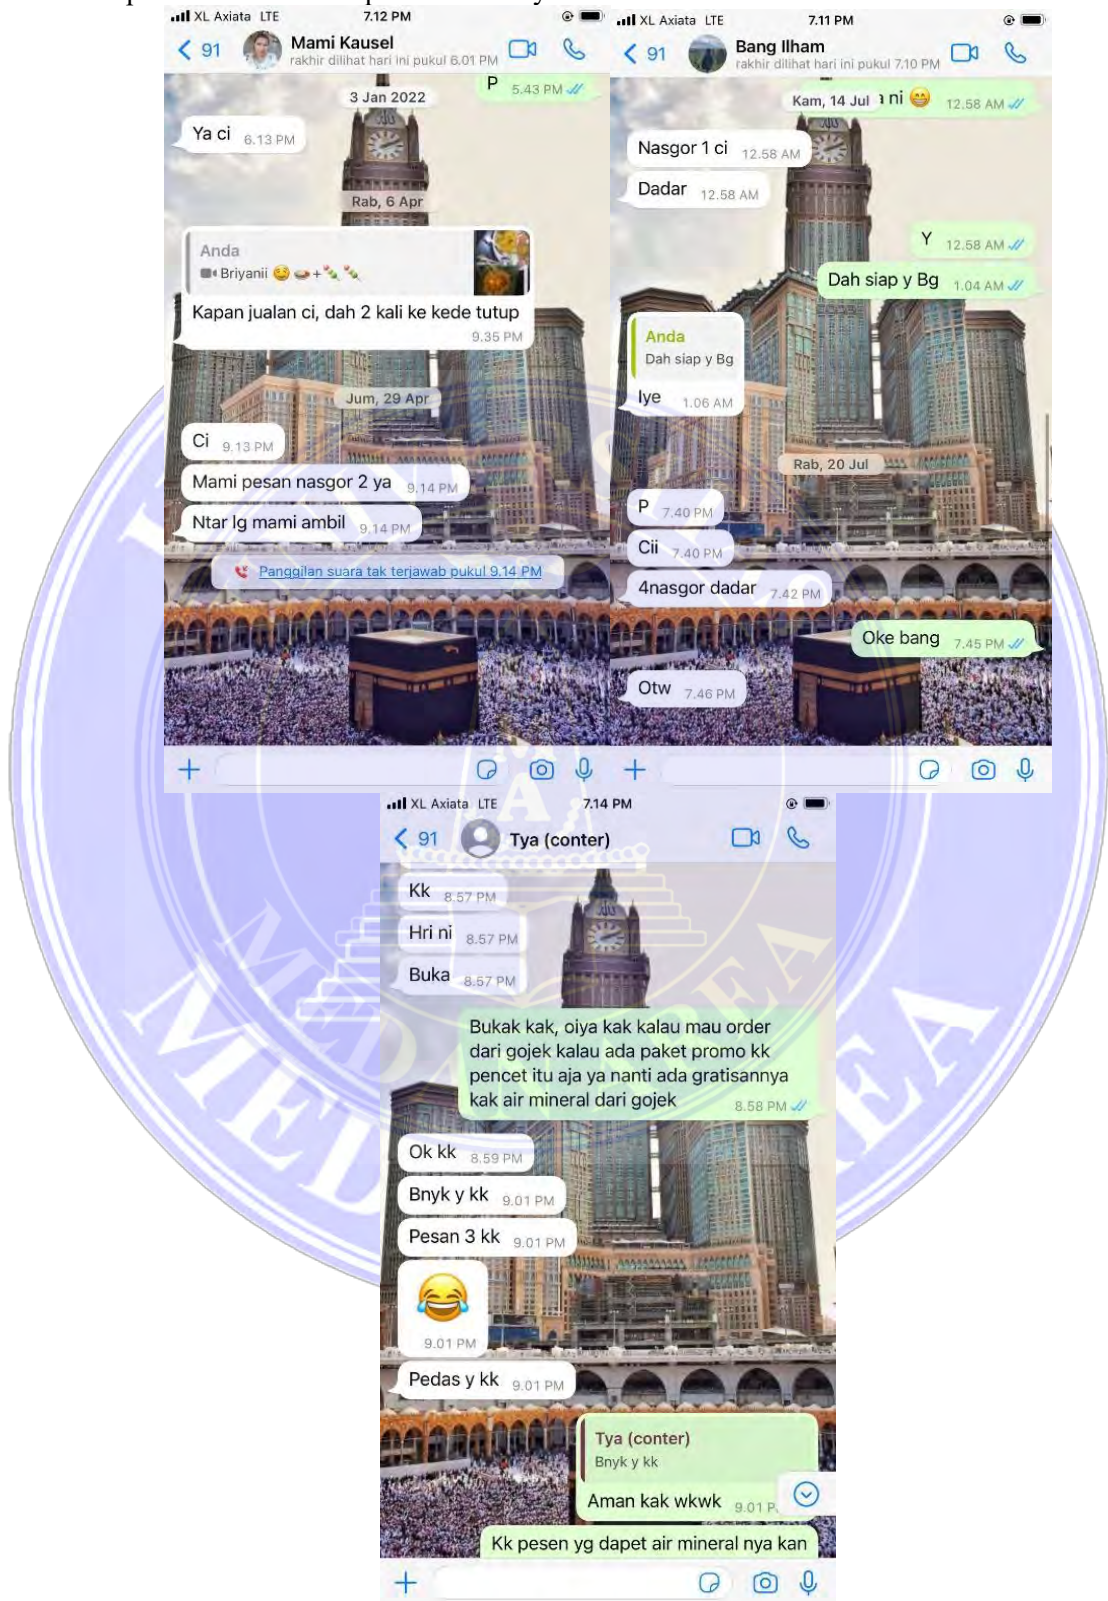 XL Axiata LTE 7.12 PM
91 Mami Kausel
rakhir dilihat hari ini pukul 6.01 PM
P 5.43 PM
3 Jan 2022
Ya ci 6.13 PM
Rab, 6 Apr
Anda
Briyanii 😋 🍛+🍡🍡
Kapan jualan ci, dah 2 kali ke kede tutup
9.35 PM
Jum, 29 Apr
Ci 9.13 PM
Mami pesan nasgor 2 ya 9.14 PM
Ntar lg mami ambil 9.14 PM
Panggilan suara tak terjawab pukul 9.14 PM
XL Axiata LTE 7.11 PM
91 Bang Ilham
rakhir dilihat hari ini pukul 7.10 PM
Kam, 14 Jul
a ni 😁 12.58 AM
Nasgor 1 ci 12.58 AM
Dadar 12.58 AM
Y 12.58 AM
Dah siap y Bg 1.04 AM
Anda
Dah siap y Bg
Iye 1.06 AM
Rab, 20 Jul
P 7.40 PM
Cii 7.40 PM
4nasgor dadar 7.42 PM
Oke bang 7.45 PM
Otw 7.46 PM
XL Axiata LTE 7.14 PM
91 Tya (conter)
Kk 8.57 PM
Hri ni 8.57 PM
Buka 8.57 PM
Bukak kak, oiya kak kalau mau order
dari gojek kalau ada paket promo kk
pencet itu aja ya nanti ada gratisannya
kak air mineral dari gojek 8.58 PM
Ok kk 8.59 PM
Bnyk y kk 9.01 PM
Pesan 3 kk 9.01 PM
😂
9.01 PM
Pedas y kk 9.01 PM
Tya (conter)
Bnyk y kk
Aman kak wkwk 9.01 P
Kk pesen yg dapet air mineral nya kan
MEDAN AREA